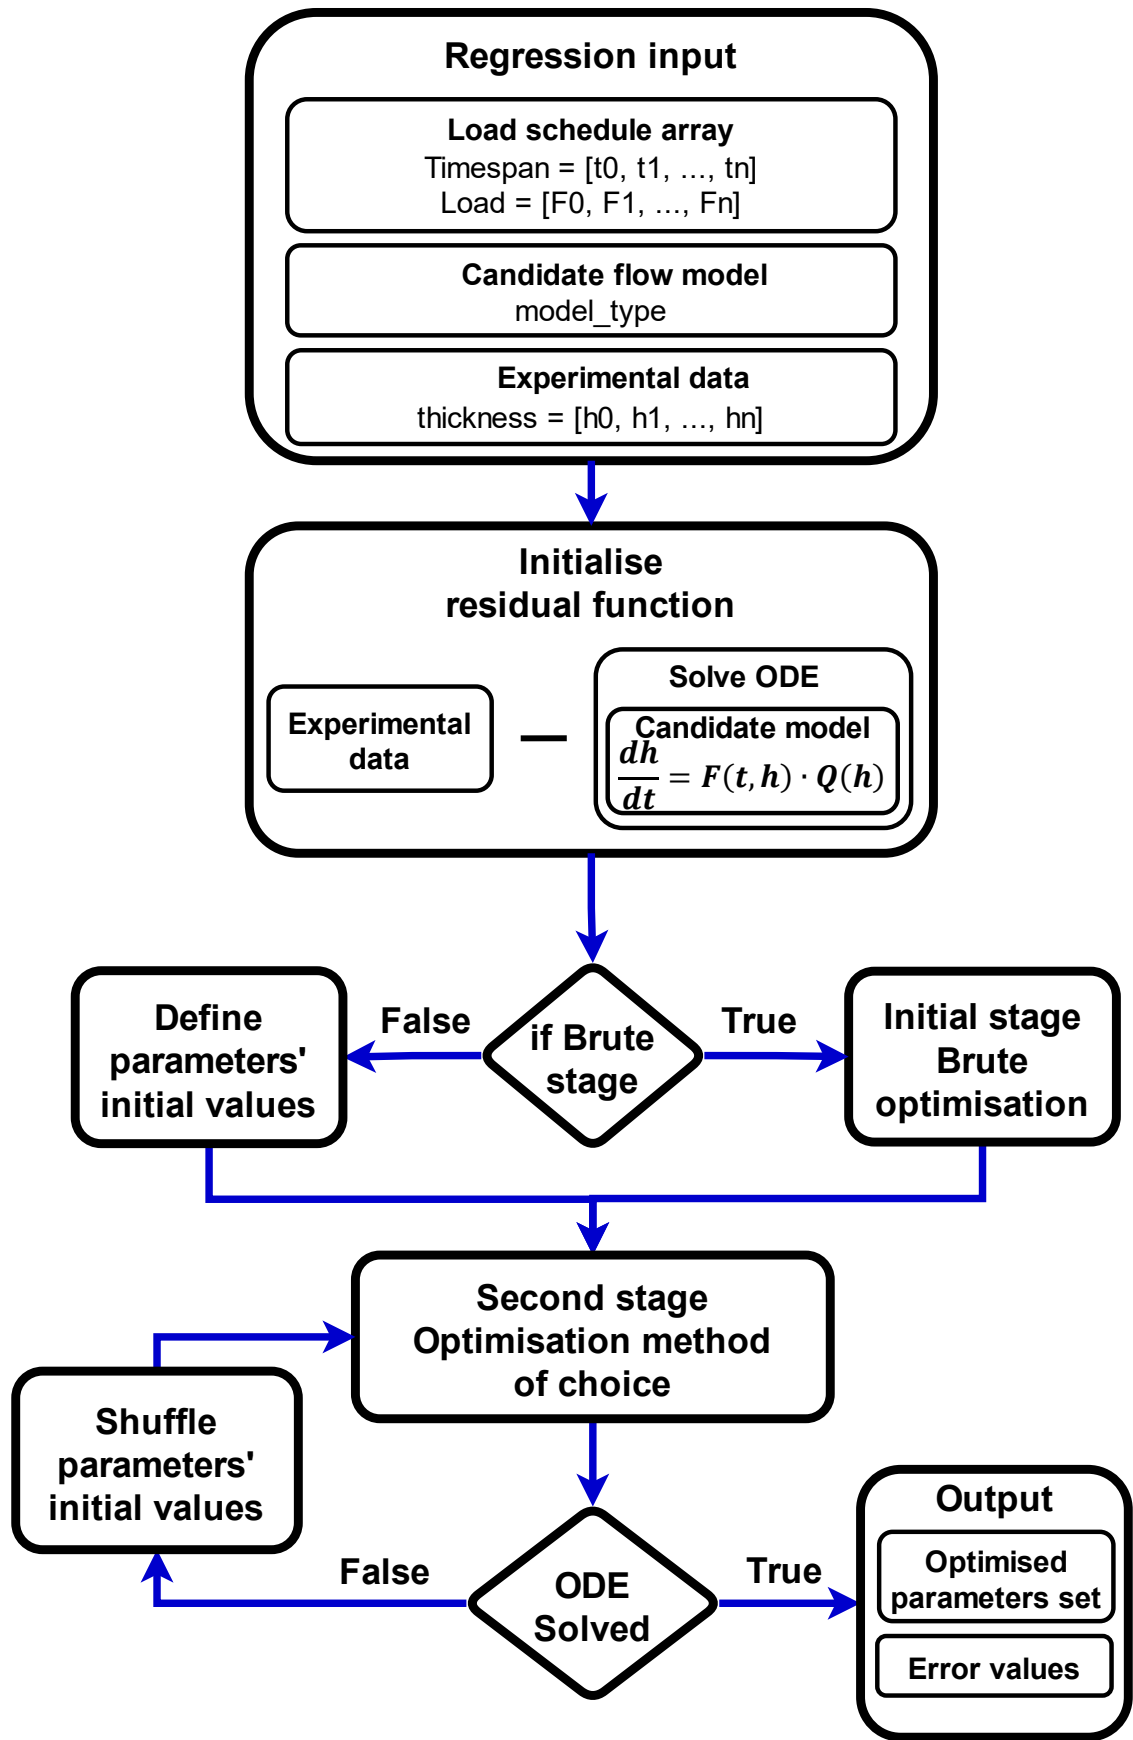 Regression input
Load schedule array
Timespan = [t0, t1, ..., tn]
Load = [F0, F1, ..., Fn]
Candidate flow model
model_type
Experimental data
thickness = [h0, h1, ..., hn]
Initialise
residual function
Experimental
data
—
Solve ODE
Candidate model
dh/dt = F(t, h) · Q(h)
if Brute
stage
False
True
Define
parameters'
initial values
Initial stage
Brute
optimisation
Second stage
Optimisation method
of choice
Shuffle
parameters'
initial values
ODE
Solved
False
True
Output
Optimised
parameters set
Error values